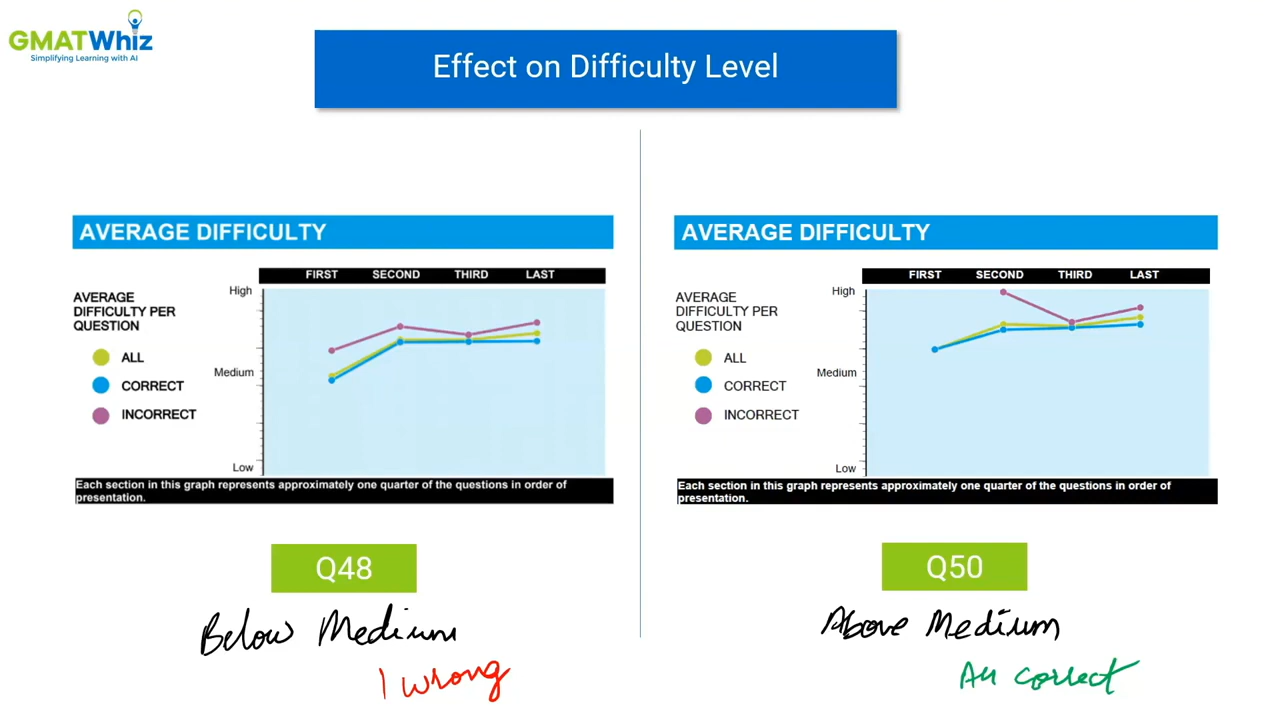 GMATWhiz
Simplifying Learning with AI
Effect on Difficulty Level
AVERAGE DIFFICULTY
FIRST SECOND THIRD LAST
AVERAGE
DIFFICULTY PER
QUESTION
High
Medium
Low
ALL
CORRECT
INCORRECT
Each section in this graph represents approximately one quarter of the questions in order of
presentation.
Q48
Below Medium
1 wrong
AVERAGE DIFFICULTY
FIRST SECOND THIRD LAST
AVERAGE
DIFFICULTY PER
QUESTION
High
Medium
Low
ALL
CORRECT
INCORRECT
Each section in this graph represents approximately one quarter of the questions in order of
presentation.
Q50
Above Medium
All correct